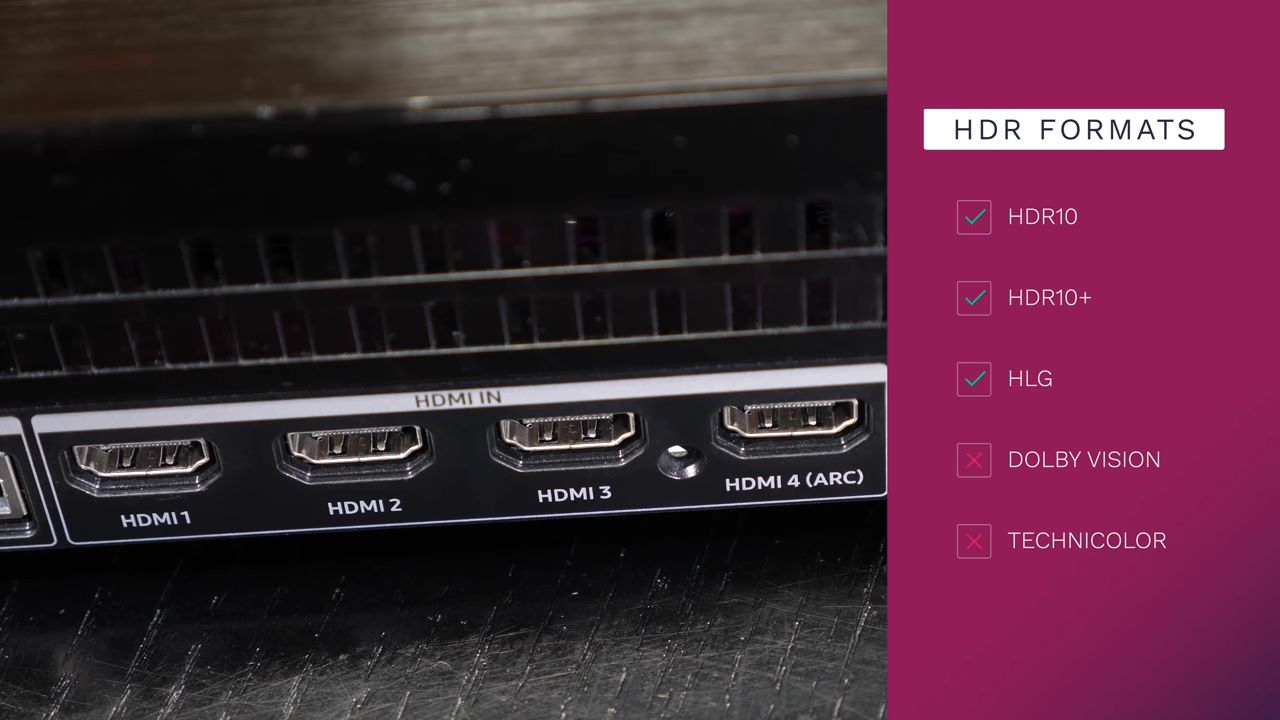 HDMI IN
HDMI 1
HDMI 2
HDMI 3
HDMI 4 (ARC)
HDR FORMATS
HDR10
HDR10+
HLG
DOLBY VISION
TECHNICOLOR